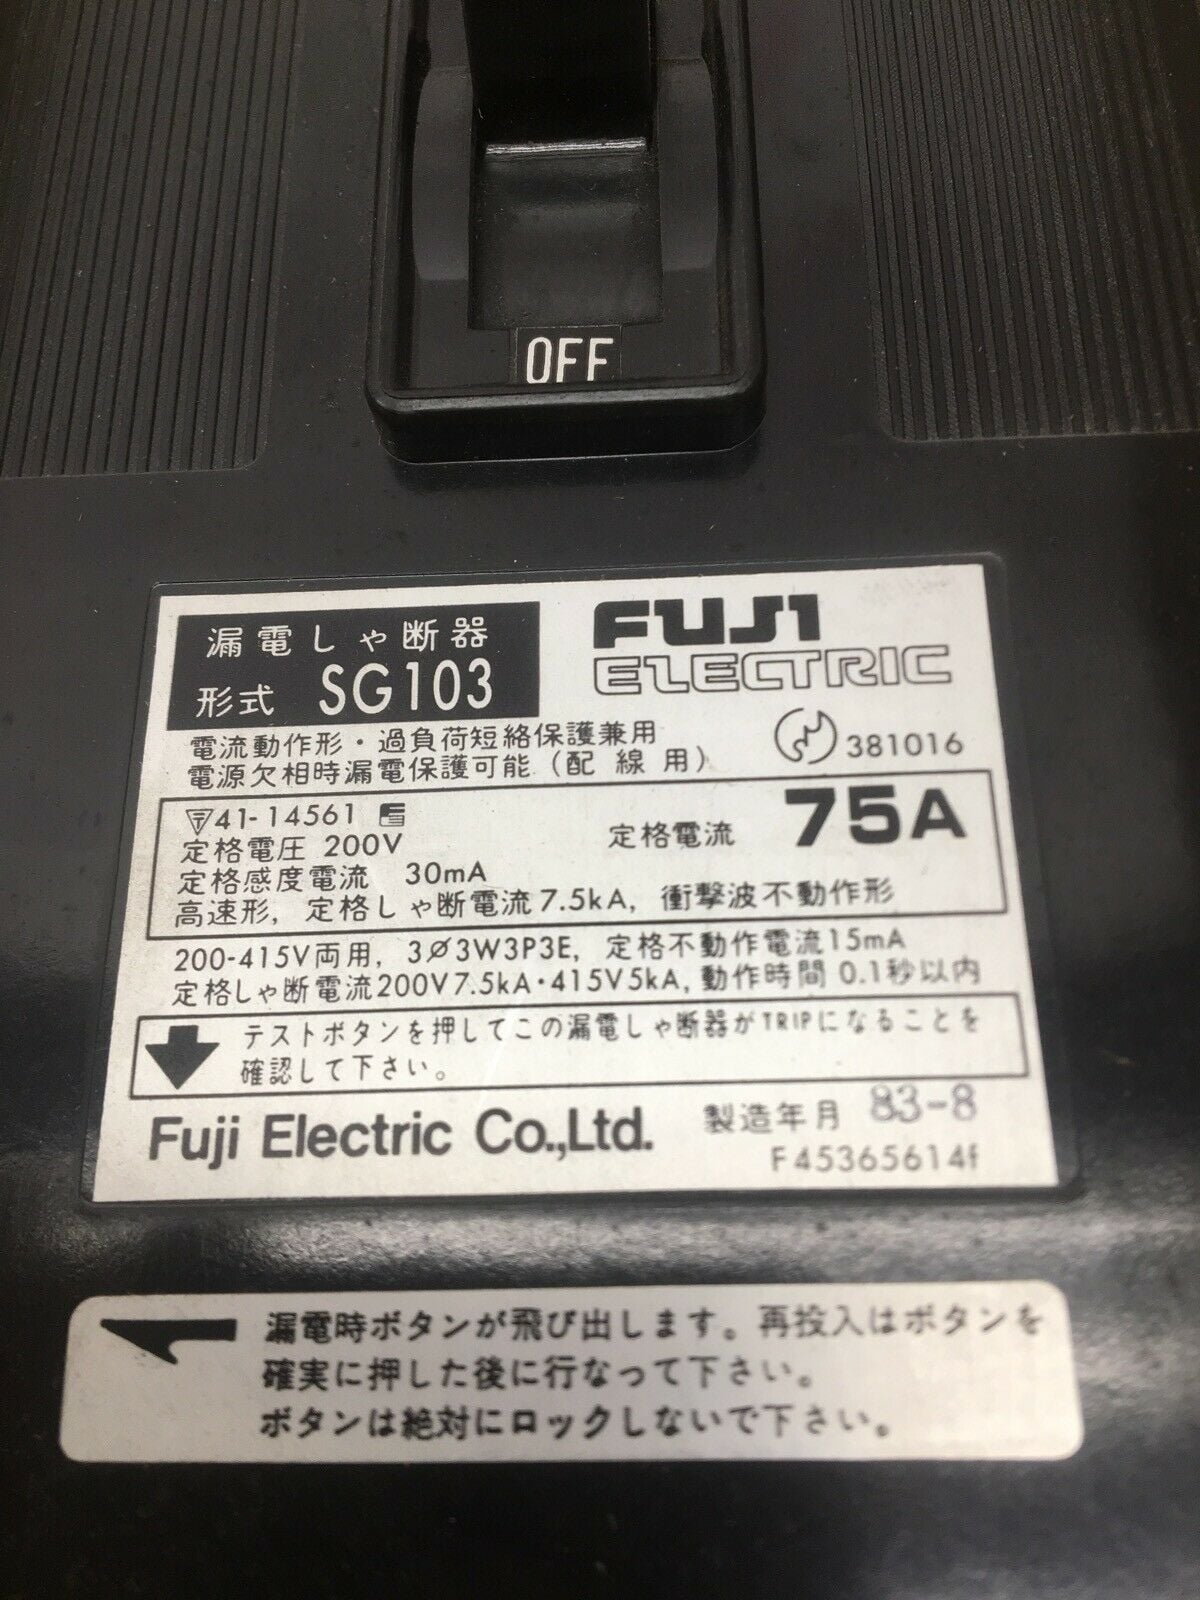 OFF
漏電しゃ断器
形式 SG103
FUJI
ELECTRIC
電流動作形・過負荷短絡保護兼用
電源欠相時漏電保護可能(配線用)
381016
41-14561
定格電圧 200V
定格電流 75A
定格感度電流 30mA
高速形, 定格しゃ断電流7.5kA, 衝撃波不動作形
200-415V両用, 3Ø3W3P3E, 定格不動作電流15mA
定格しゃ断電流200V7.5kA・415V5kA, 動作時間 0.1秒以内
テストボタンを押してこの漏電しゃ断器がTRIPになることを
確認して下さい。
Fuji Electric Co.,Ltd.
製造年月 83-8
F45365614f
漏電時ボタンが飛び出します。再投入はボタンを
確実に押した後に行なって下さい。
ボタンは絶対にロックしないで下さい。